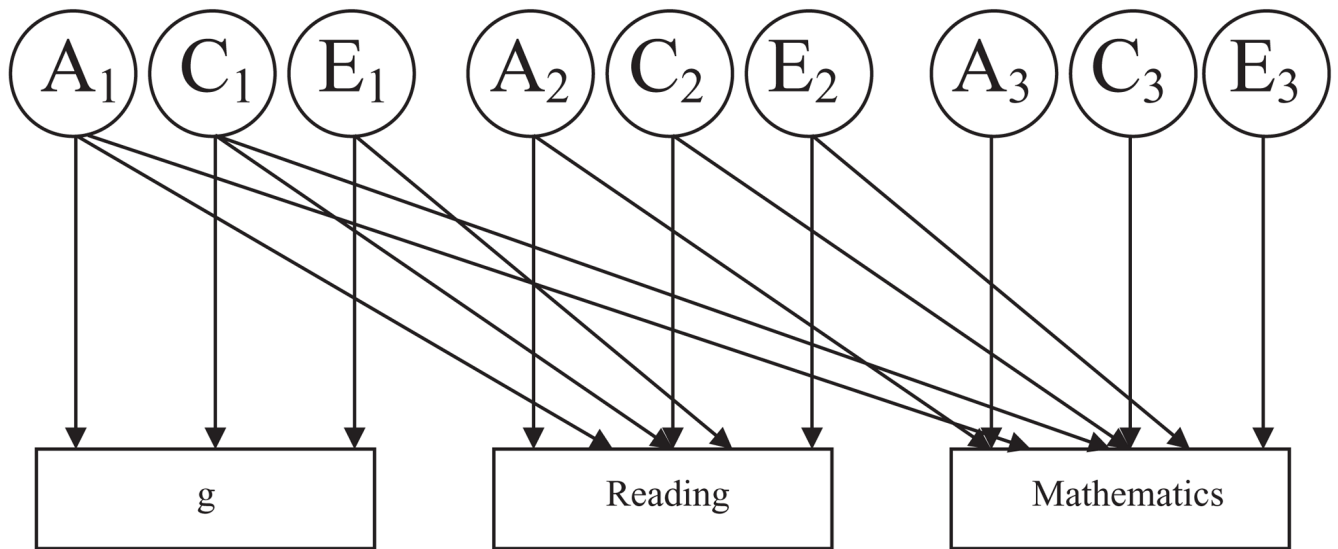 A₁ C₁ E₁ A₂ C₂ E₂ A₃ C₃ E₃
g Reading Mathematics